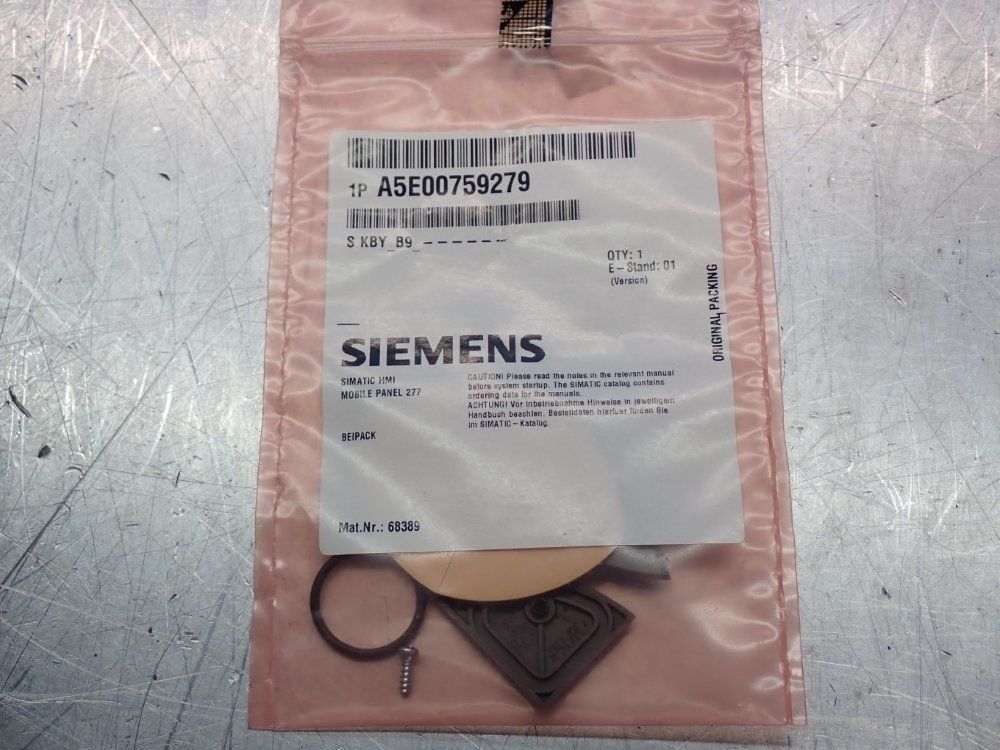 1P A5E00759279
S KBY_B9_------
QTY: 1
E-Stand: 01
(Version)
ORIGINAL PACKING
SIEMENS
SIMATIC HMI
MOBILE PANEL 277
CAUTION! Please read the notes in the relevant manual
before system startup. The SIMATIC catalog contains
ordering data for the manuals.
ACHTUNG! Vor Inbetriebnahme Hinweise in jeweiligem
Handbuch beachten. Bestelldaten hierfuer finden Sie
im SIMATIC-Katalog.
BEIPACK
Mat.Nr.: 68389